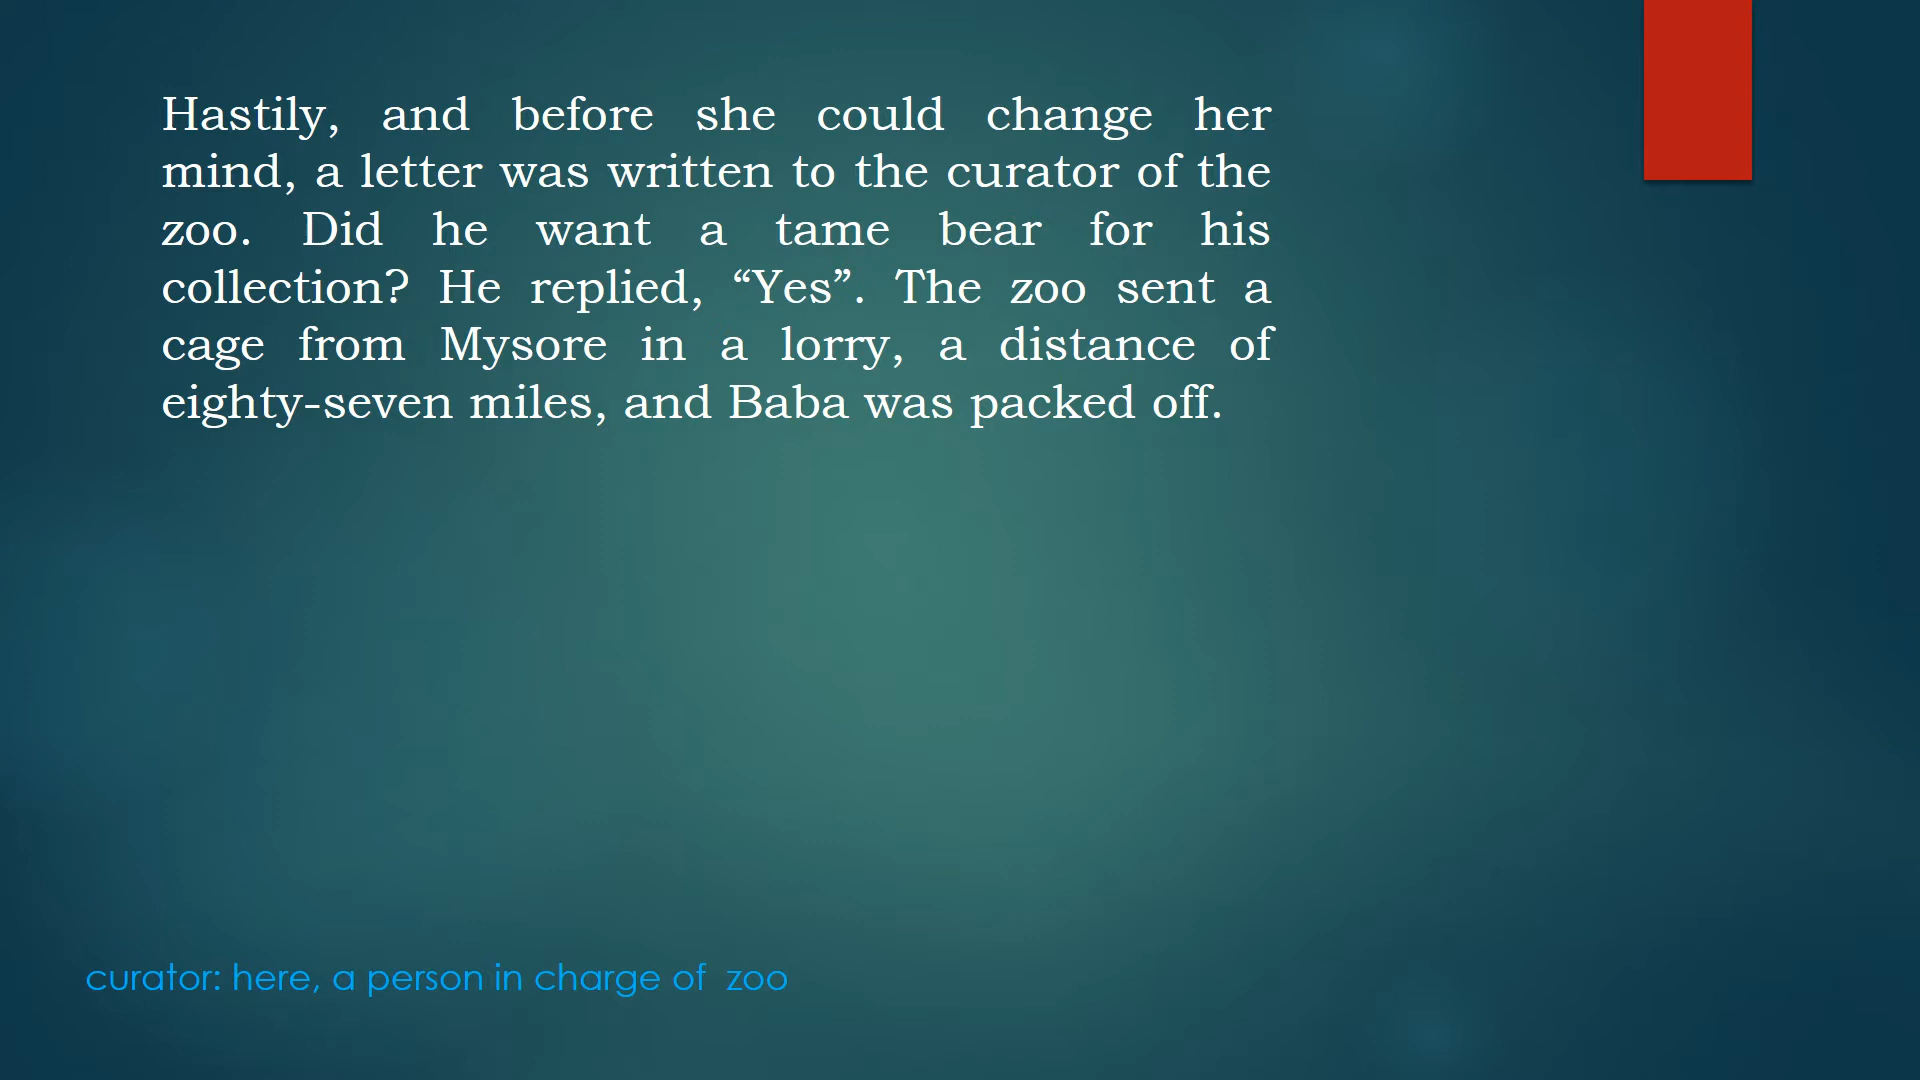 Hastily, and before she could change her
mind, a letter was written to the curator of the
zoo. Did he want a tame bear for his
collection? He replied, “Yes”. The zoo sent a
cage from Mysore in a lorry, a distance of
eighty-seven miles, and Baba was packed off.
curator: here, a person in charge of zoo